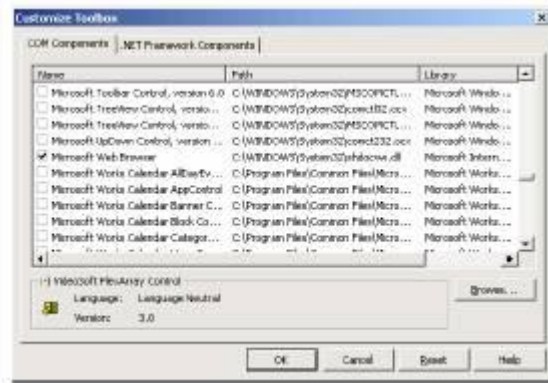 Customize Toolbox
COM Components .NET Framework Components
Name Path Library
Microsoft Toolbar Control, version 6.0 C:\WINDOWS\System32\MSCOMCTL... Microsoft Windo...
Microsoft TreeView Control, versio... C:\WINDOWS\System32\comctl32.ocx Microsoft Windo...
Microsoft TreeView Control, versio... C:\WINDOWS\System32\MSCOMCTL... Microsoft Windo...
Microsoft UpDown Control, version ... C:\WINDOWS\System32\comct232.ocx Microsoft Windo...
Microsoft Web Browser C:\WINDOWS\System32\shdocvw.dll Microsoft Intern...
Microsoft Works Calendar AllDayEv... C:\Program Files\Common Files\Micro... Microsoft Works...
Microsoft Works Calendar AppControl C:\Program Files\Common Files\Micro... Microsoft Works...
Microsoft Works Calendar Banner C... C:\Program Files\Common Files\Micro... Microsoft Works...
Microsoft Works Calendar Block Co... C:\Program Files\Common Files\Micro... Microsoft Works...
Microsoft Works Calendar Categor... C:\Program Files\Common Files\Micro... Microsoft Works...
VideoSoft FlexArray Control
Language: Language Neutral
Version: 3.0
Browse...
OK Cancel Reset Help